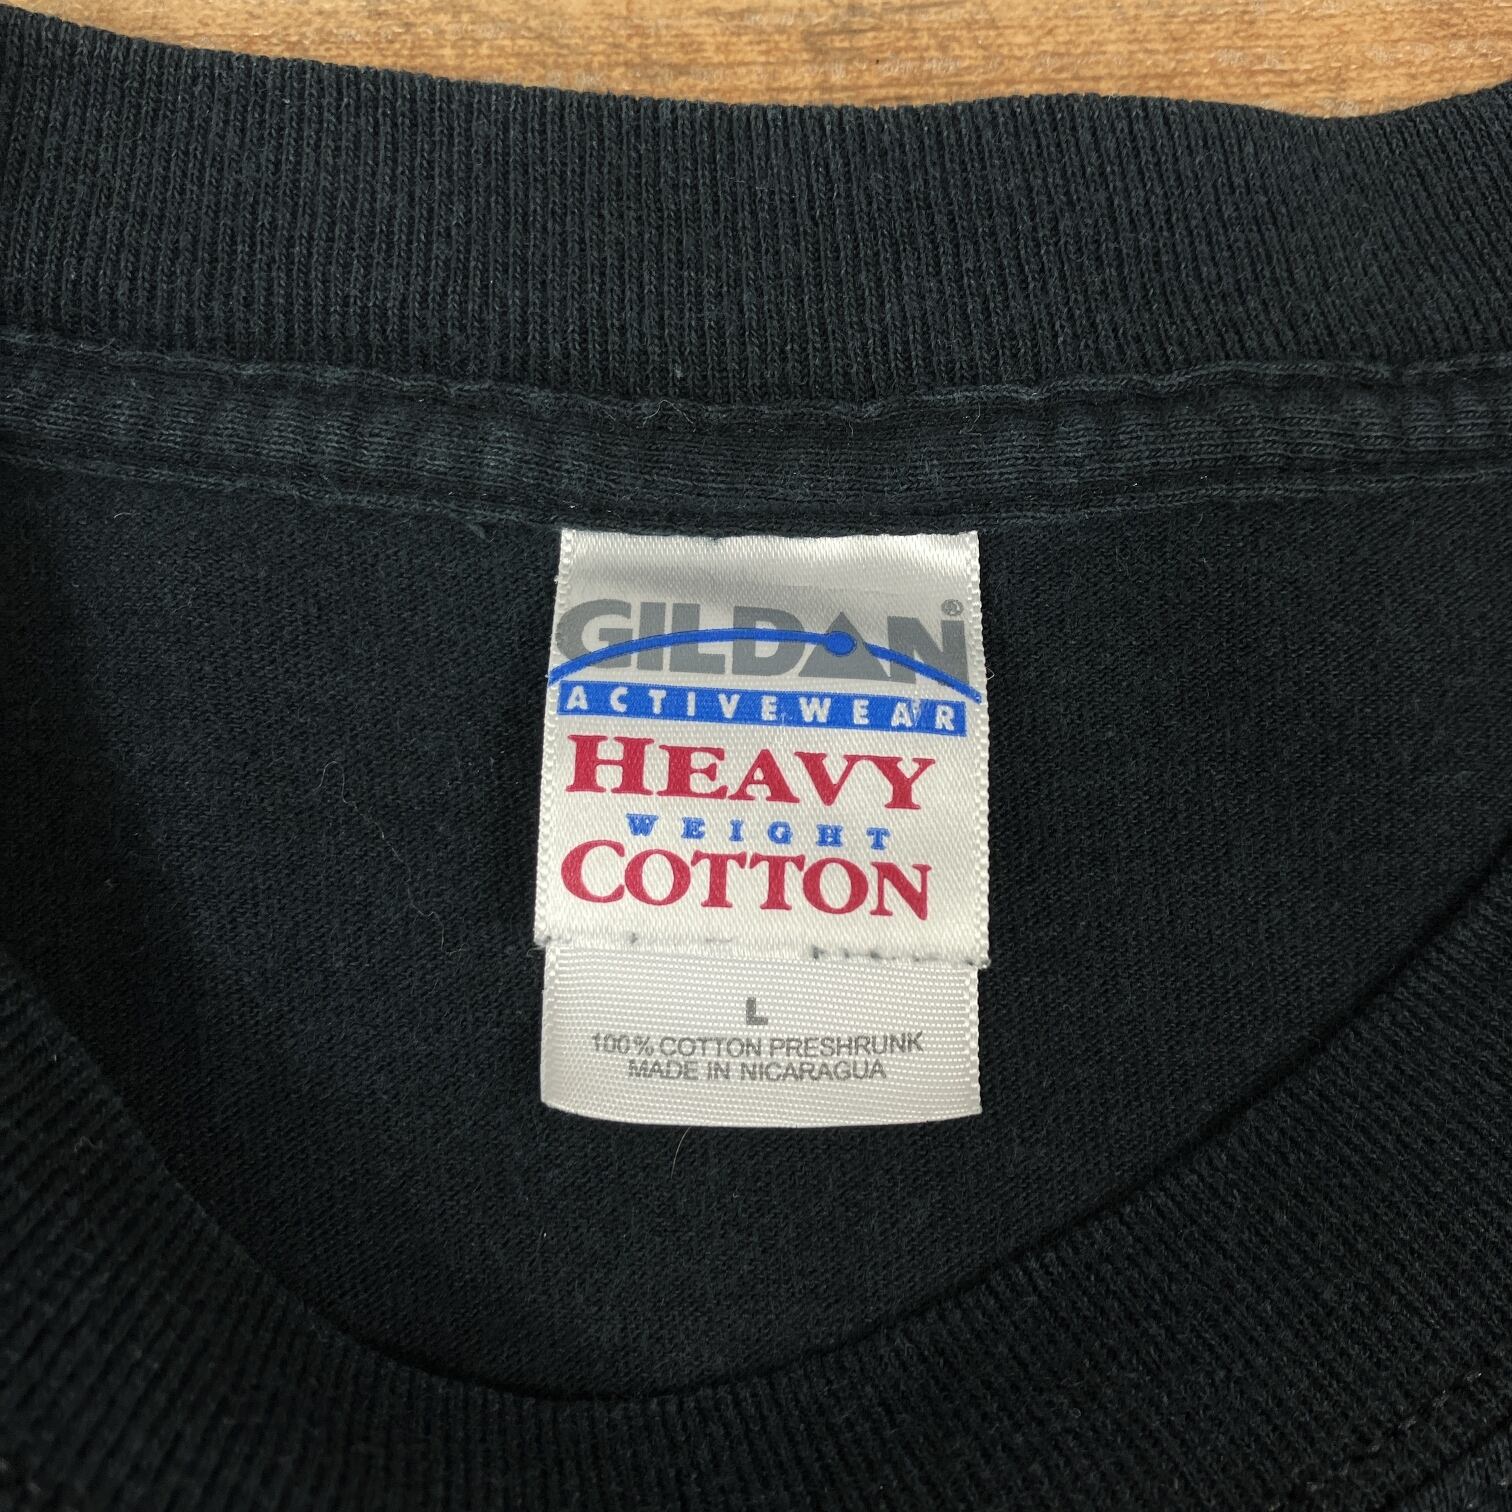 GILDAN®
ACTIVEWEAR
HEAVY
WEIGHT
COTTON
L
100% COTTON PRESHRUNK
MADE IN NICARAGUA